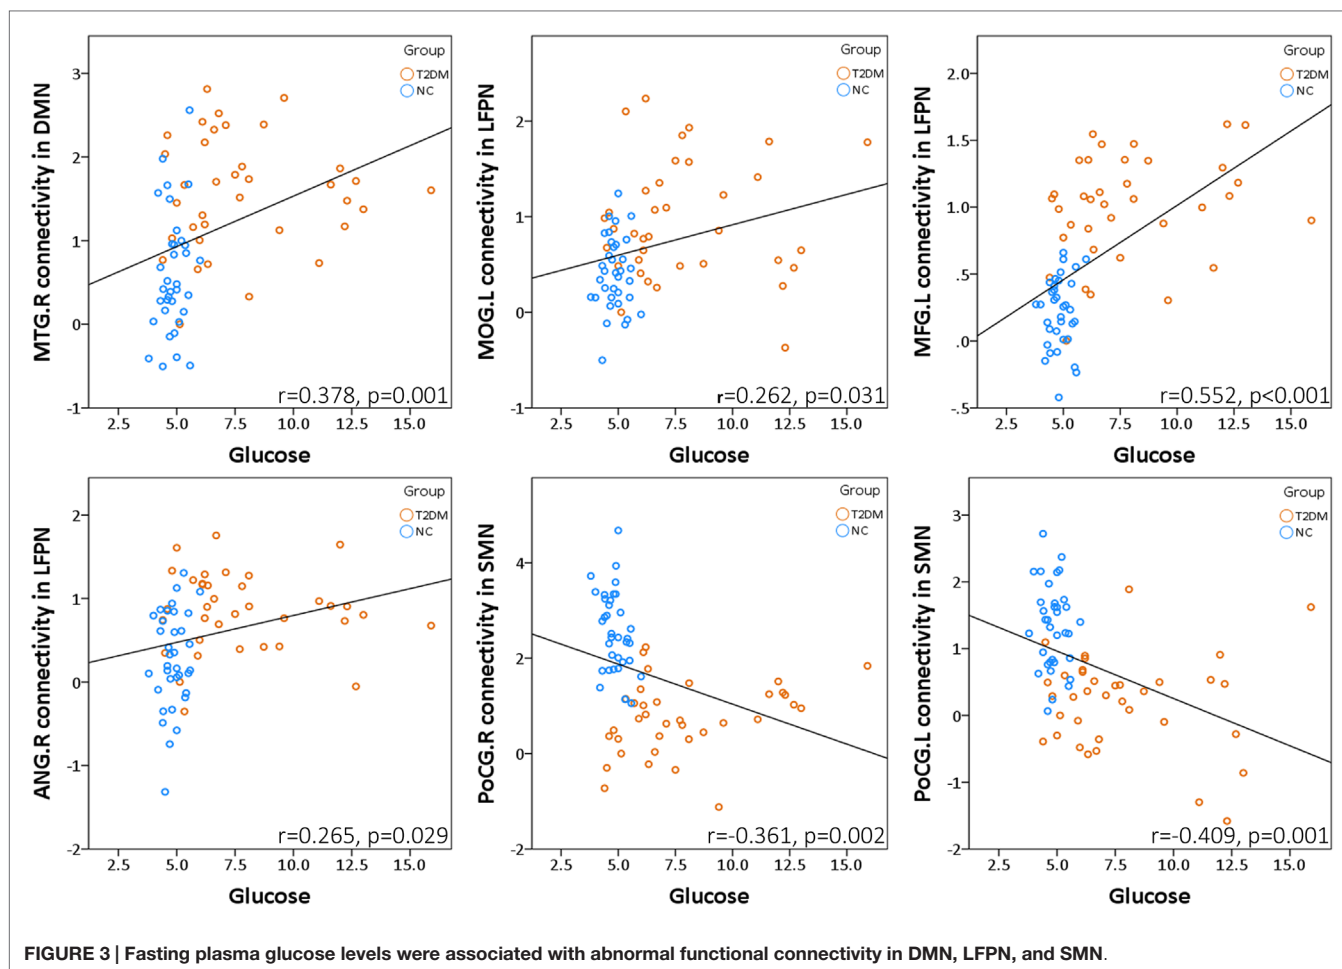 Group
T2DM
NC
3
2
1
0
-1
MTG.R connectivity in DMN
r=0.378, p=0.001
2.5 5.0 7.5 10.0 12.5 15.0
Glucose
Group
T2DM
NC
2
1
0
-1
MOG.L connectivity in LFPN
r=0.262, p=0.031
2.5 5.0 7.5 10.0 12.5 15.0
Glucose
Group
T2DM
NC
2.0
1.5
1.0
.5
.0
-.5
MFG.L connectivity in LFPN
r=0.552, p<0.001
2.5 5.0 7.5 10.0 12.5 15.0
Glucose
Group
T2DM
NC
2
1
0
-1
-2
ANG.R connectivity in LFPN
r=0.265, p=0.029
2.5 5.0 7.5 10.0 12.5 15.0
Glucose
Group
T2DM
NC
4
2
0
-2
PoCG.R connectivity in SMN
r=-0.361, p=0.002
2.5 5.0 7.5 10.0 12.5 15.0
Glucose
Group
T2DM
NC
3
2
1
0
-1
-2
PoCG.L connectivity in SMN
r=-0.409, p=0.001
2.5 5.0 7.5 10.0 12.5 15.0
Glucose
FIGURE 3 | Fasting plasma glucose levels were associated with abnormal functional connectivity in DMN, LFPN, and SMN.